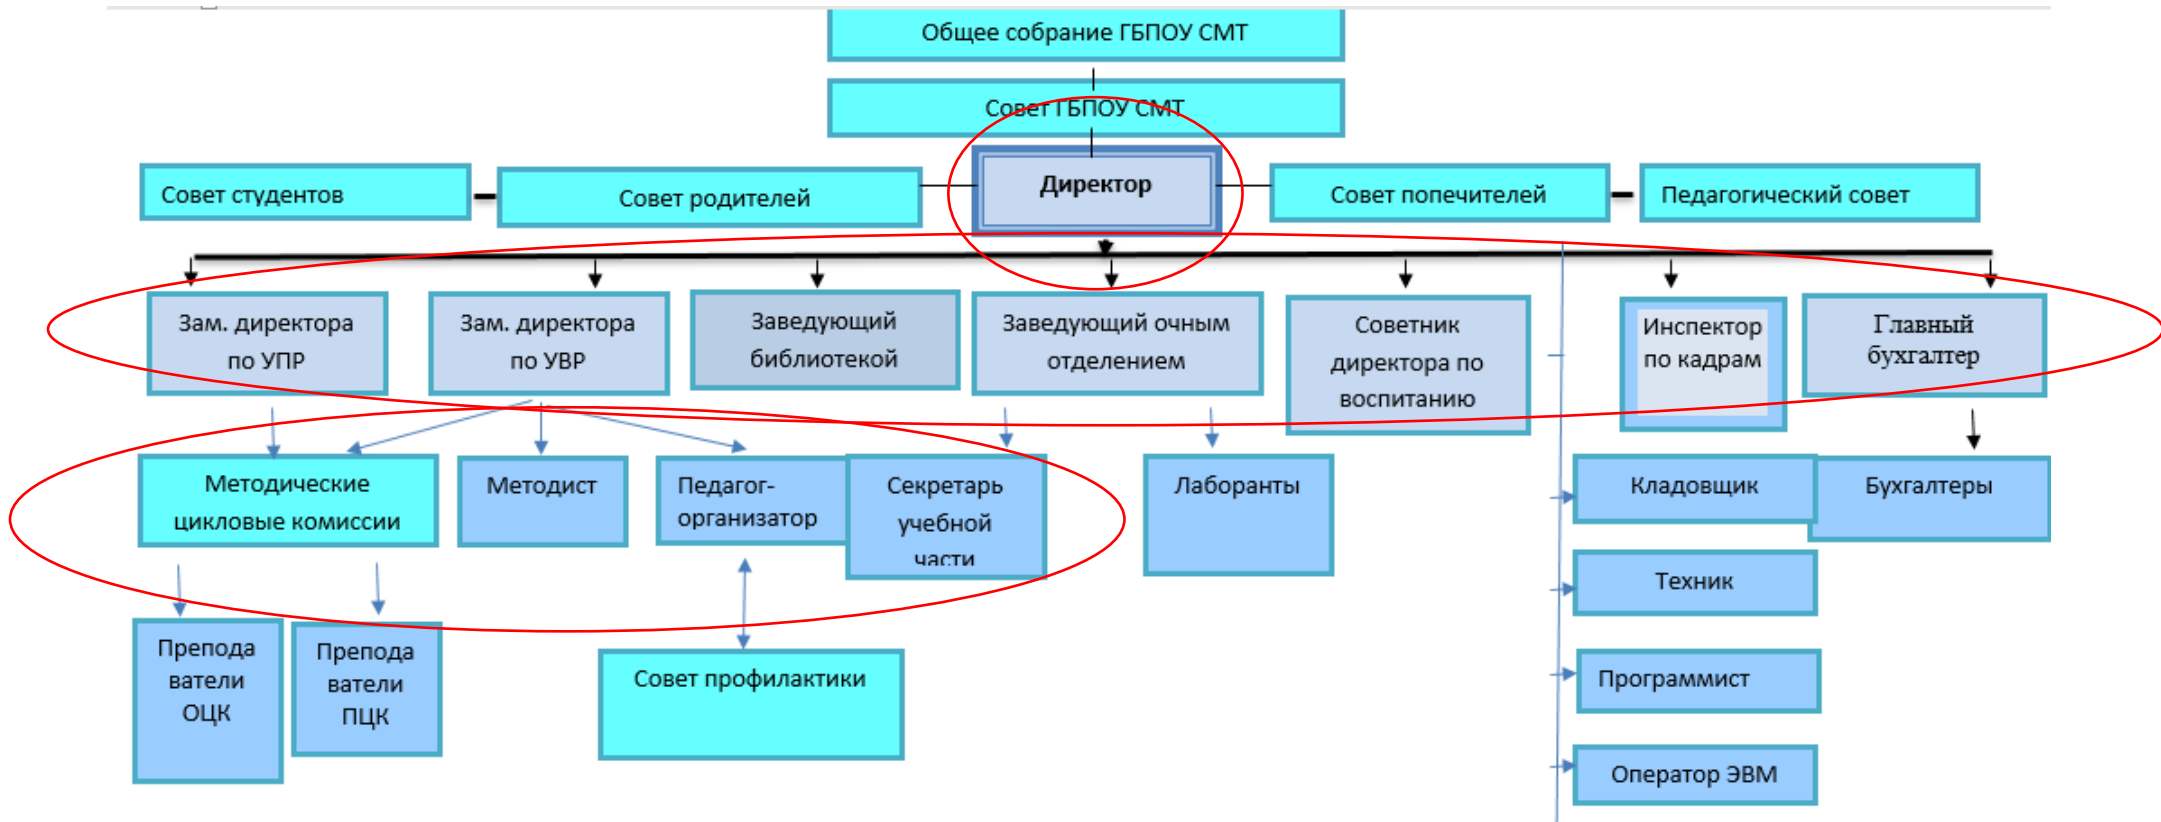 Общее собрание ГБПОУ СМТ
Совет ГБПОУ СМТ
Совет студентов
Совет родителей
Директор
Совет попечителей
Педагогический совет
Зам. директора
по УПР
Зам. директора
по УВР
Заведующий
библиотекой
Заведующий очным
отделением
Советник
директора по
воспитанию
Инспектор
по кадрам
Главный
бухгалтер
Методические
цикловые комиссии
Методист
Педагог-
организатор
Секретарь
учебной
части
Лаборанты
Кладовщик
Бухгалтеры
Техник
Препода
ватели
ОЦК
Препода
ватели
ПЦК
Совет профилактики
Программист
Оператор ЭВМ